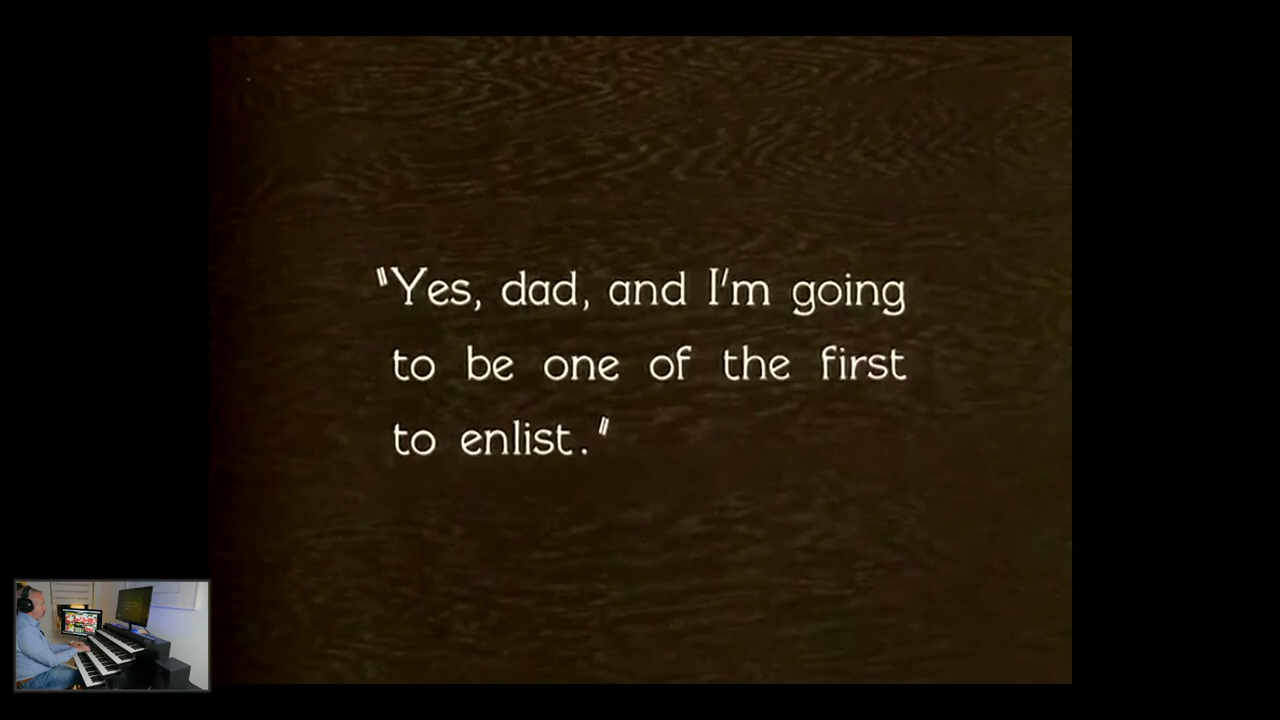 "Yes, dad, and I'm going
to be one of the first
to enlist."